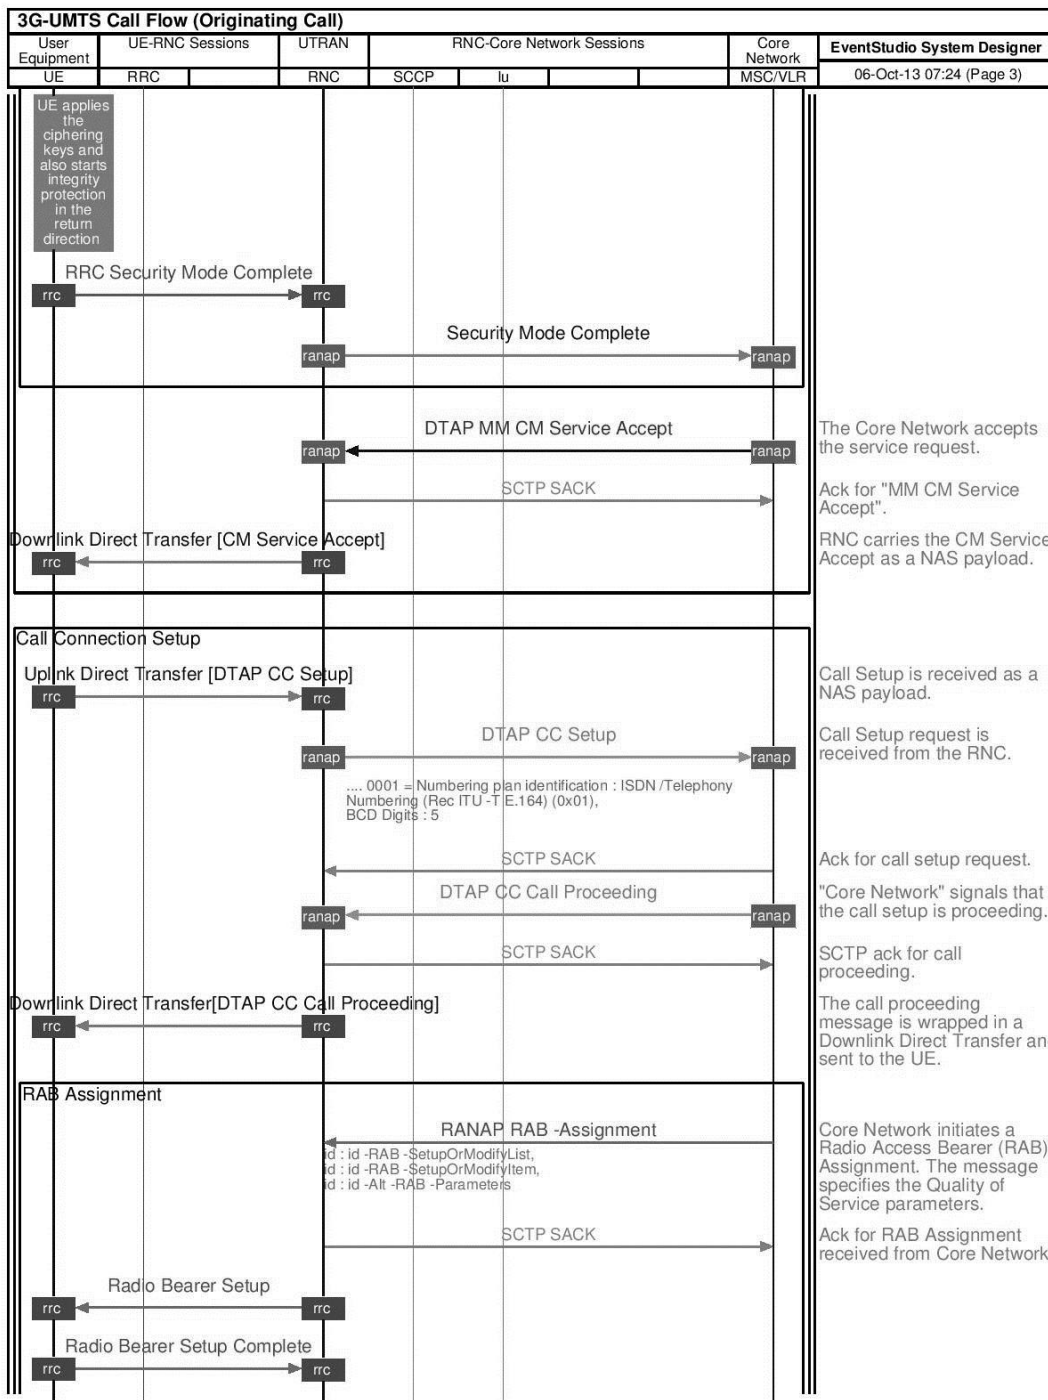 3G-UMTS Call Flow (Originating Call)
User Equipment
UE-RNC Sessions
UTRAN
RNC-Core Network Sessions
Core Network
EventStudio System Designer
UE
RRC
RNC
SCCP
Iu
MSC/VLR
06-Oct-13 07:24 (Page 3)
UE applies
the
ciphering
keys and
also starts
integrity
protection
in the
return
direction
RRC Security Mode Complete
rrc
rrc
Security Mode Complete
ranap
ranap
DTAP MM CM Service Accept
ranap
ranap
The Core Network accepts
the service request.
SCTP SACK
Ack for "MM CM Service
Accept".
Downlink Direct Transfer [CM Service Accept]
rrc
rrc
RNC carries the CM Service
Accept as a NAS payload.
Call Connection Setup
Uplink Direct Transfer [DTAP CC Setup]
rrc
rrc
Call Setup is received as a
NAS payload.
DTAP CC Setup
ranap
ranap
Call Setup request is
received from the RNC.
.... 0001 = Numbering plan identification : ISDN /Telephony
Numbering (Rec ITU -T E.164) (0x01),
BCD Digits : 5
SCTP SACK
Ack for call setup request.
DTAP CC Call Proceeding
ranap
ranap
"Core Network" signals that
the call setup is proceeding.
SCTP SACK
SCTP ack for call
proceeding.
Downlink Direct Transfer[DTAP CC Call Proceeding]
rrc
rrc
The call proceeding
message is wrapped in a
Downlink Direct Transfer an
sent to the UE.
RAB Assignment
RANAP RAB -Assignment
id : id -RAB -SetupOrModifyList,
id : id -RAB -SetupOrModifyItem,
id : id -Alt -RAB -Parameters
Core Network initiates a
Radio Access Bearer (RAB)
Assignment. The message
specifies the Quality of
Service parameters.
SCTP SACK
Ack for RAB Assignment
received from Core Network
Radio Bearer Setup
rrc
rrc
Radio Bearer Setup Complete
rrc
rrc